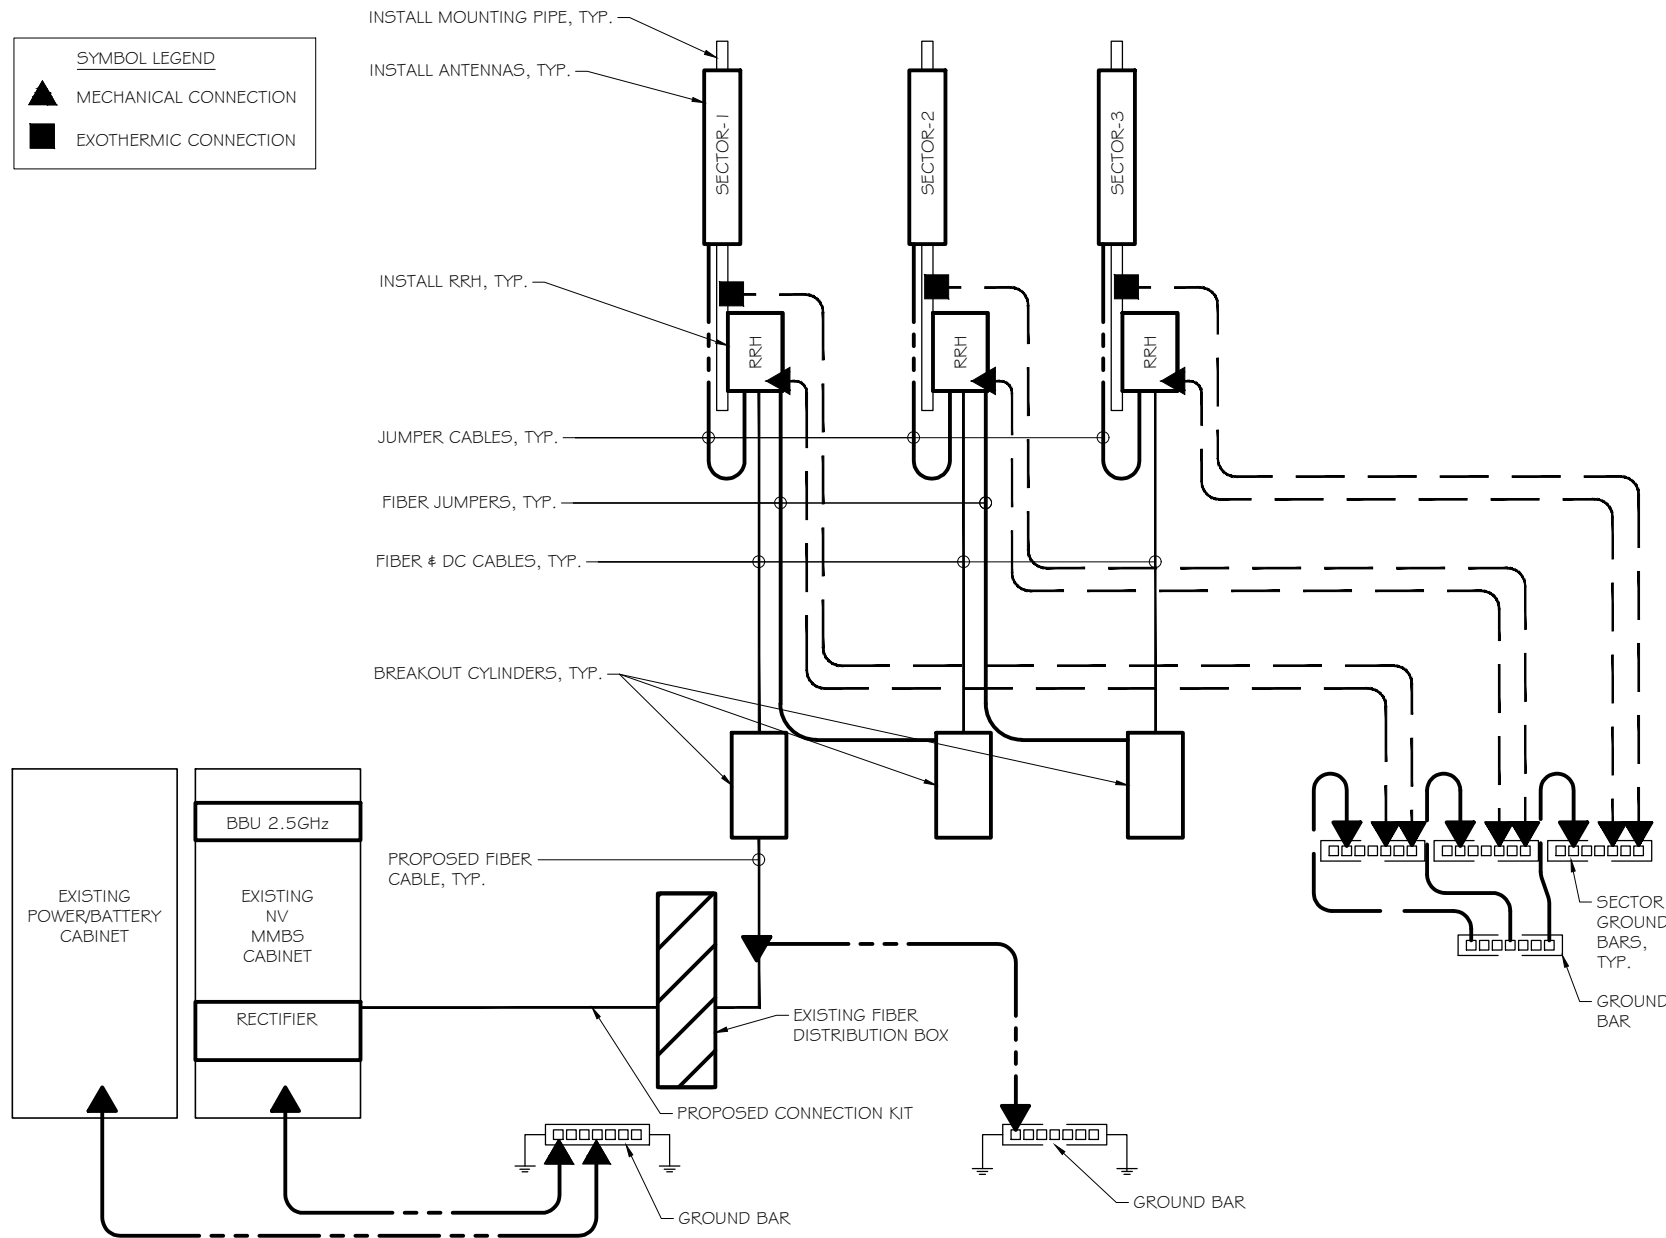 INSTALL MOUNTING PIPE, TYP.
SYMBOL LEGEND
MECHANICAL CONNECTION
EXOTHERMIC CONNECTION
INSTALL ANTENNAS, TYP.
SECTOR-1
SECTOR-2
SECTOR-3
INSTALL RRH, TYP.
RRH
RRH
RRH
JUMPER CABLES, TYP.
FIBER JUMPERS, TYP.
FIBER & DC CABLES, TYP.
BREAKOUT CYLINDERS, TYP.
BBU 2.5GHz
PROPOSED FIBER
CABLE, TYP.
EXISTING
POWER/BATTERY
CABINET
EXISTING
NV
MMBS
CABINET
RECTIFIER
SECTOR
GROUND
BARS,
TYP.
GROUND
BAR
EXISTING FIBER
DISTRIBUTION BOX
PROPOSED CONNECTION KIT
GROUND BAR
GROUND BAR